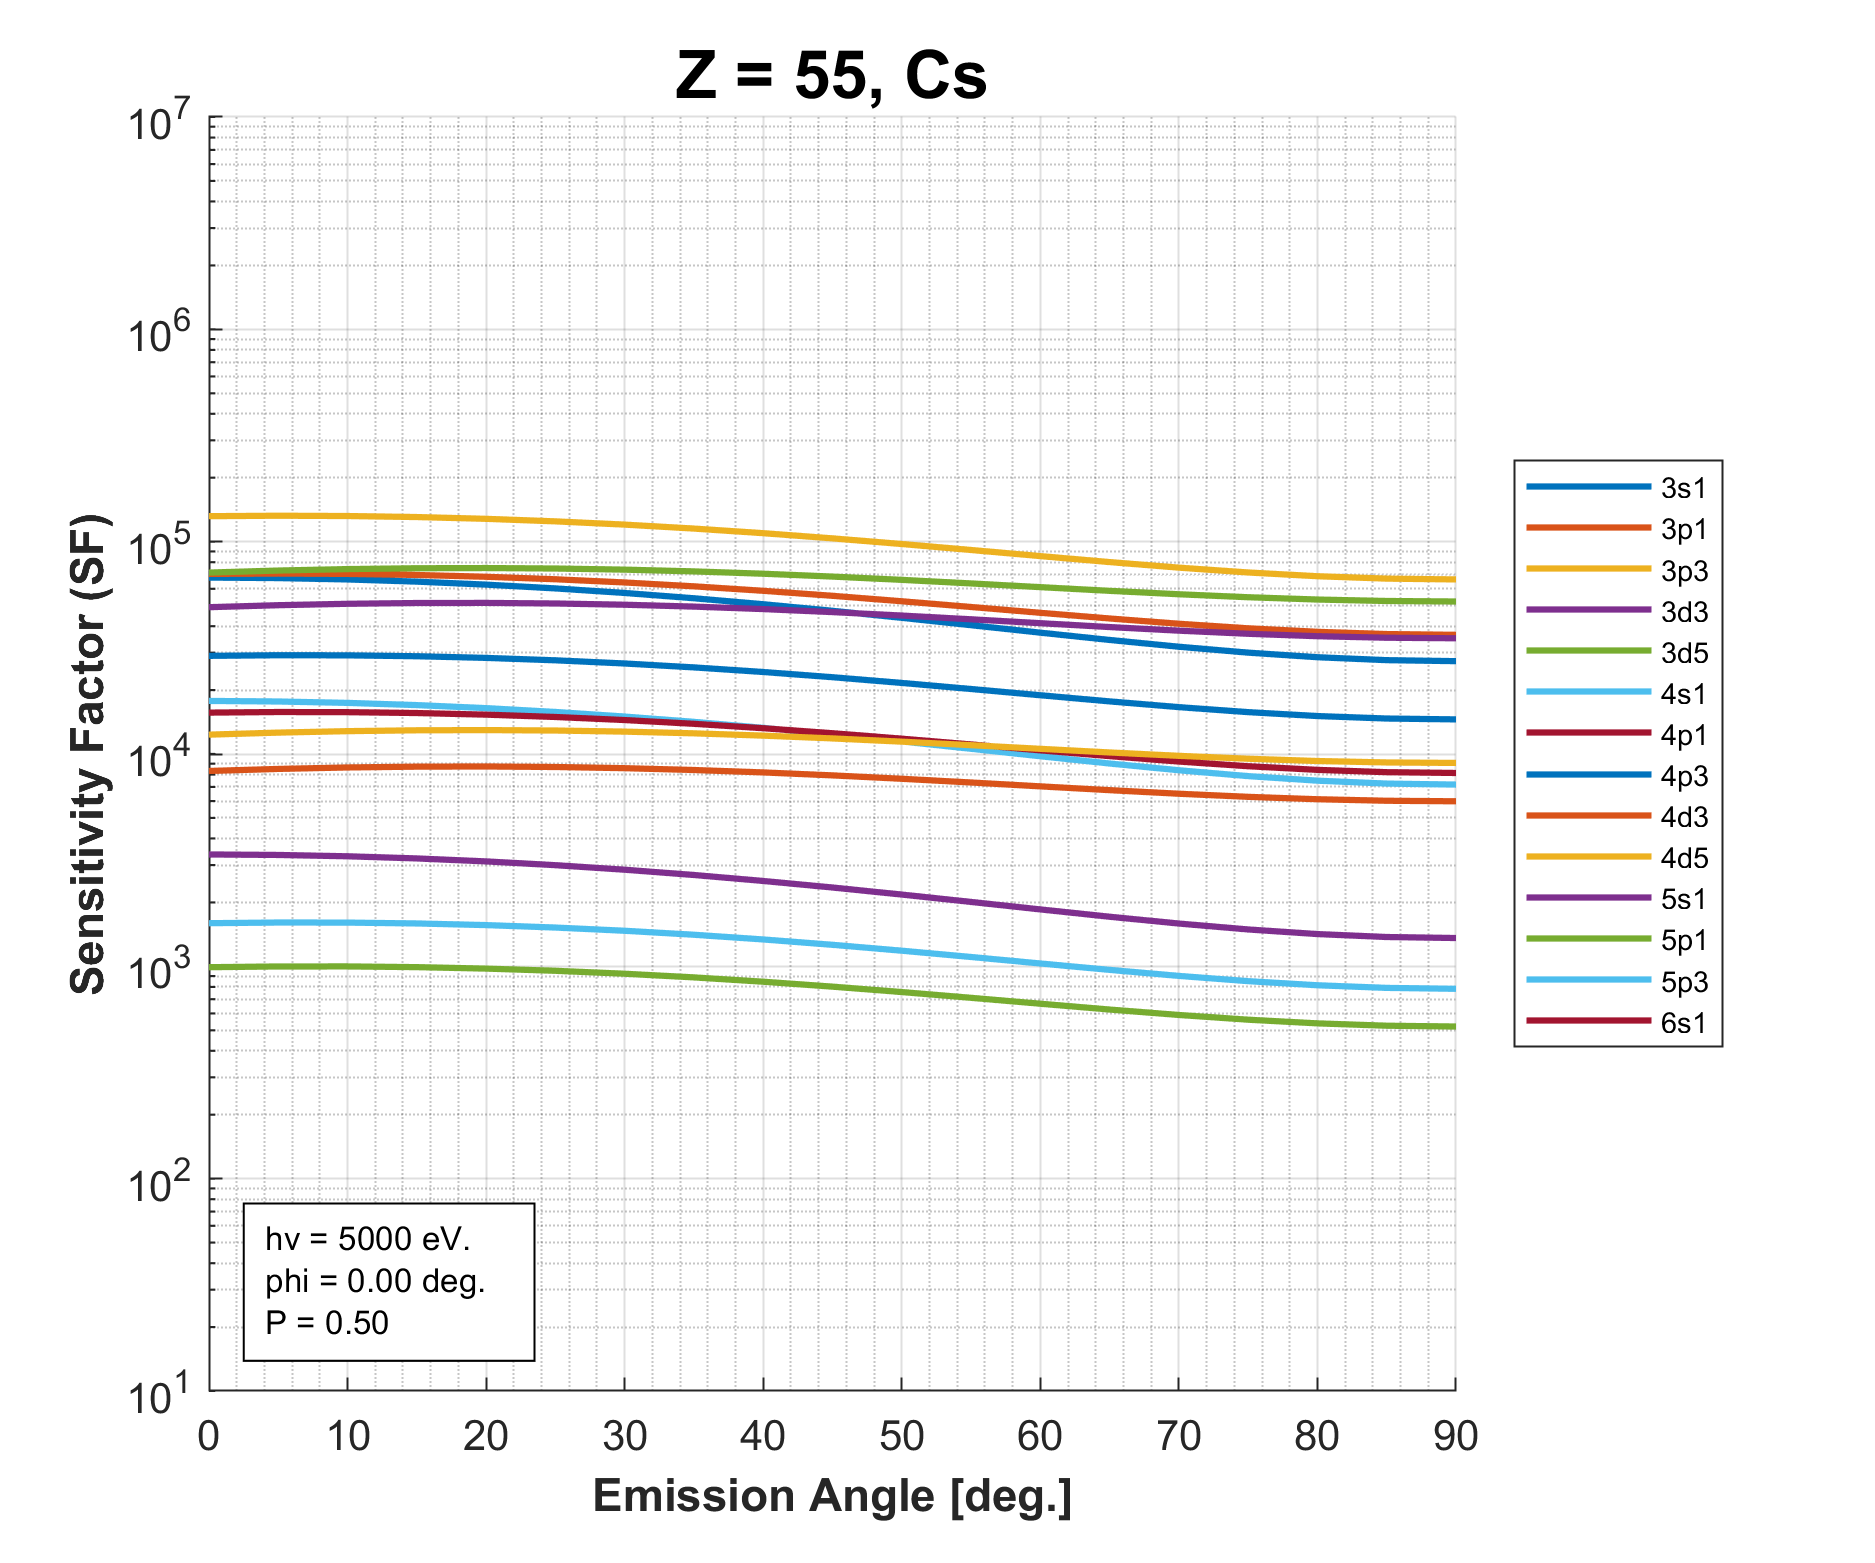 Z = 55, Cs
10^7
10^6
10^5
10^4
10^3
10^2
10^1
Sensitivity Factor (SF)
hv = 5000 eV.
phi = 0.00 deg.
P = 0.50
0 10 20 30 40 50 60 70 80 90
Emission Angle [deg.]
3s1
3p1
3p3
3d3
3d5
4s1
4p1
4p3
4d3
4d5
5s1
5p1
5p3
6s1